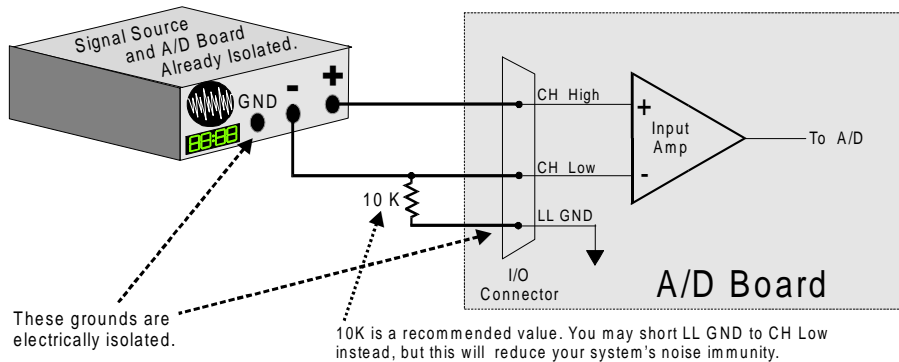 Signal Source
and A/D Board
Already Isolated.
GND
-
+
88:88
CH High
+
Input
Amp
To A/D
CH Low
-
10 K
LL GND
I/O
Connector
A/D Board
These grounds are
electrically isolated.
10K is a recommended value. You may short LL GND to CH Low
instead, but this will reduce your system's noise immunity.